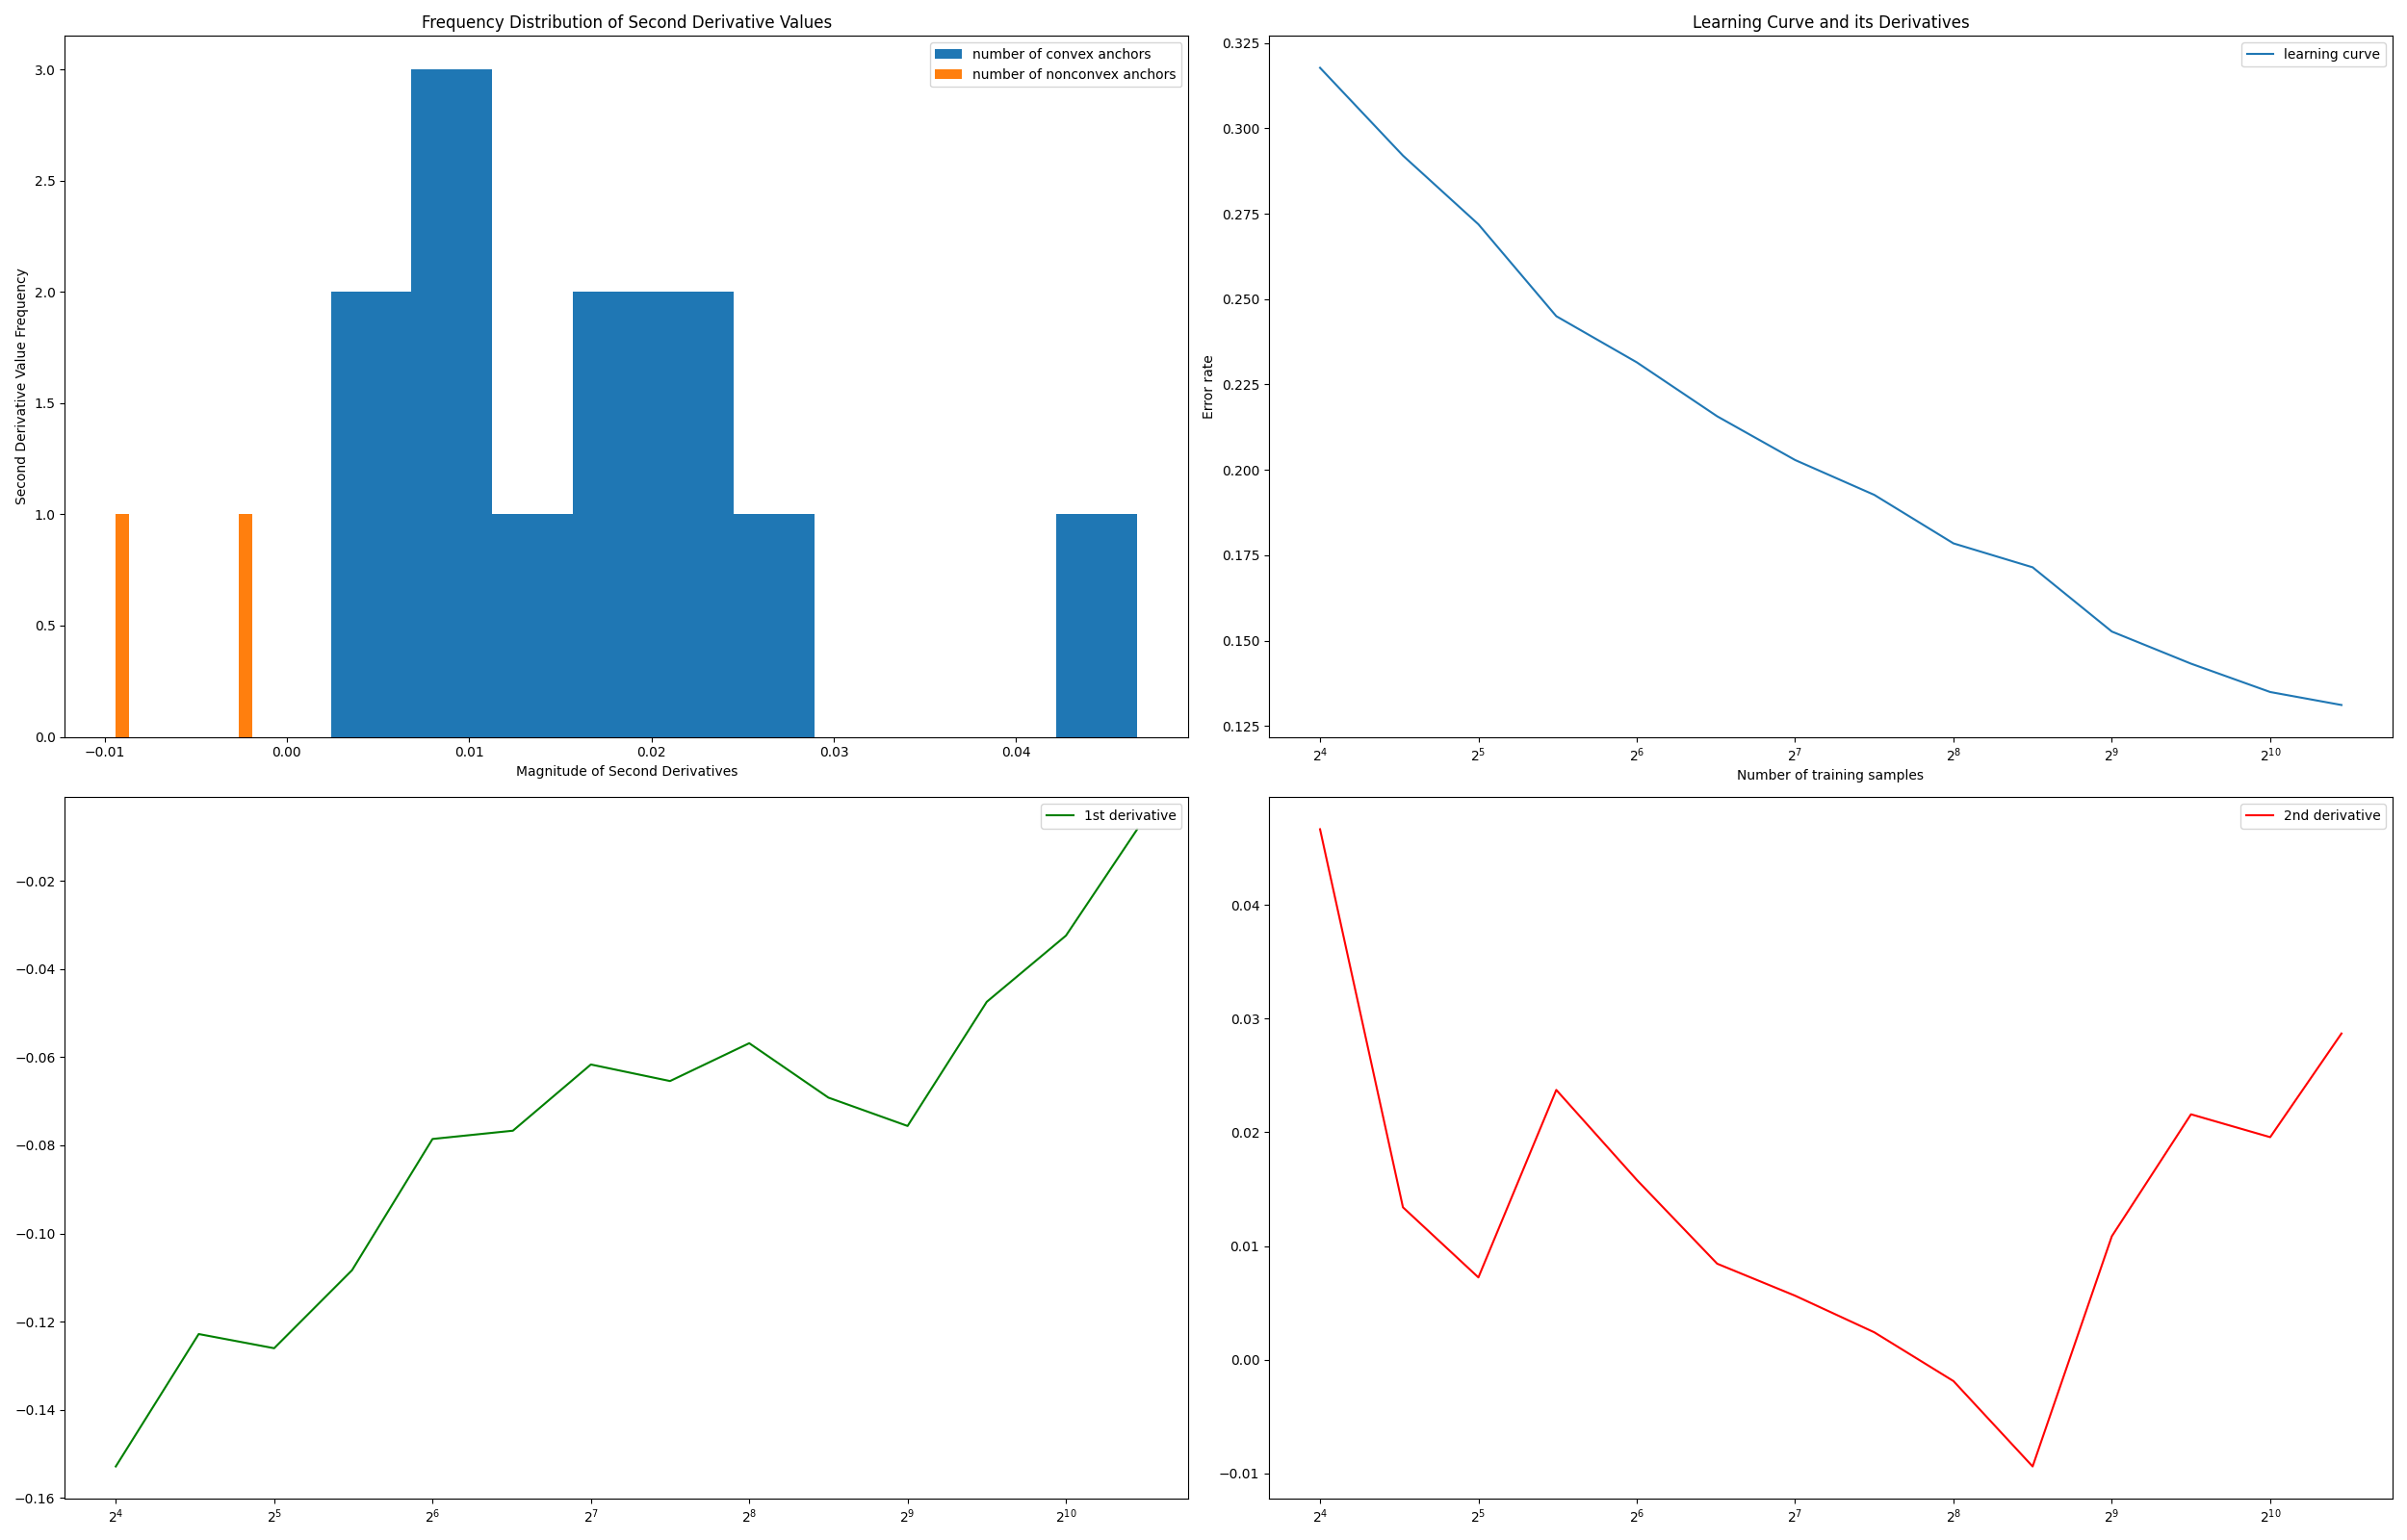 Frequency Distribution of Second Derivative Values
number of convex anchors
number of nonconvex anchors
3.0
2.5
2.0
1.5
1.0
0.5
0.0
Second Derivative Value Frequency
−0.01 0.00 0.01 0.02 0.03 0.04
Magnitude of Second Derivatives
Learning Curve and its Derivatives
learning curve
0.325
0.300
0.275
0.250
0.225
0.200
0.175
0.150
0.125
Error rate
2⁴ 2⁵ 2⁶ 2⁷ 2⁸ 2⁹ 2¹⁰
Number of training samples
1st derivative
−0.02
−0.04
−0.06
−0.08
−0.10
−0.12
−0.14
−0.16
2⁴ 2⁵ 2⁶ 2⁷ 2⁸ 2⁹ 2¹⁰
2nd derivative
0.04
0.03
0.02
0.01
0.00
−0.01
2⁴ 2⁵ 2⁶ 2⁷ 2⁸ 2⁹ 2¹⁰